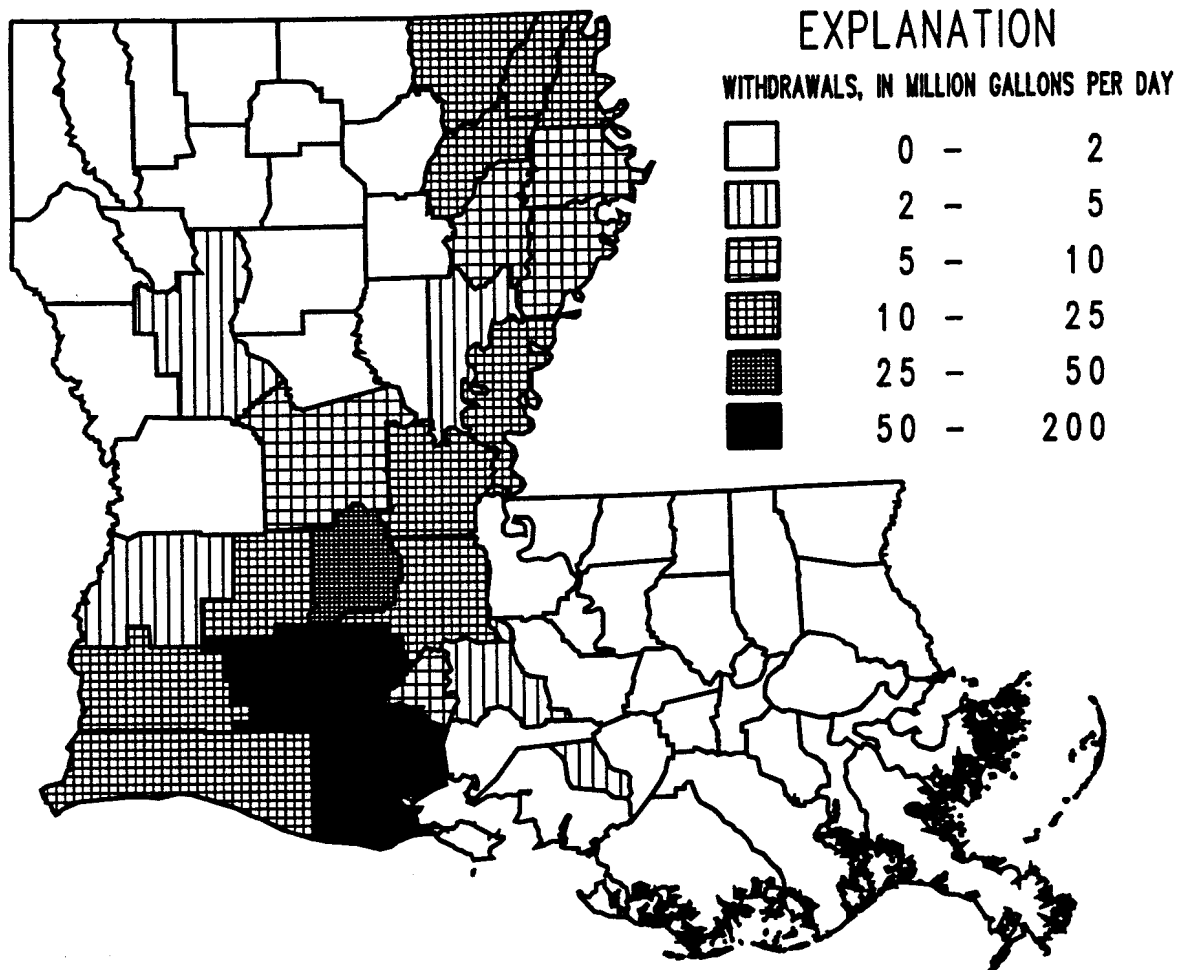 EXPLANATION
WITHDRAWALS, IN MILLION GALLONS PER DAY
0 - 2
2 - 5
5 - 10
10 - 25
25 - 50
50 - 200